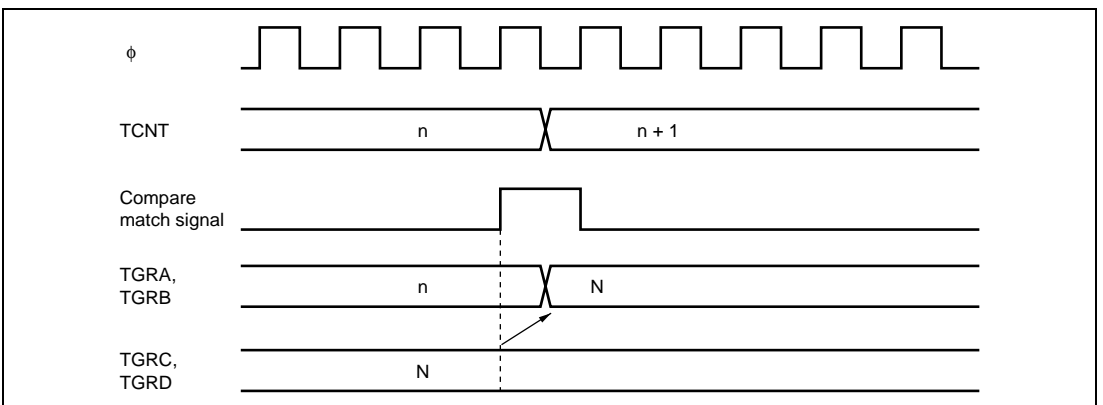 ϕ
TCNT
n
n + 1
Compare
match signal
TGRA,
TGRB
n
N
TGRC,
TGRD
N